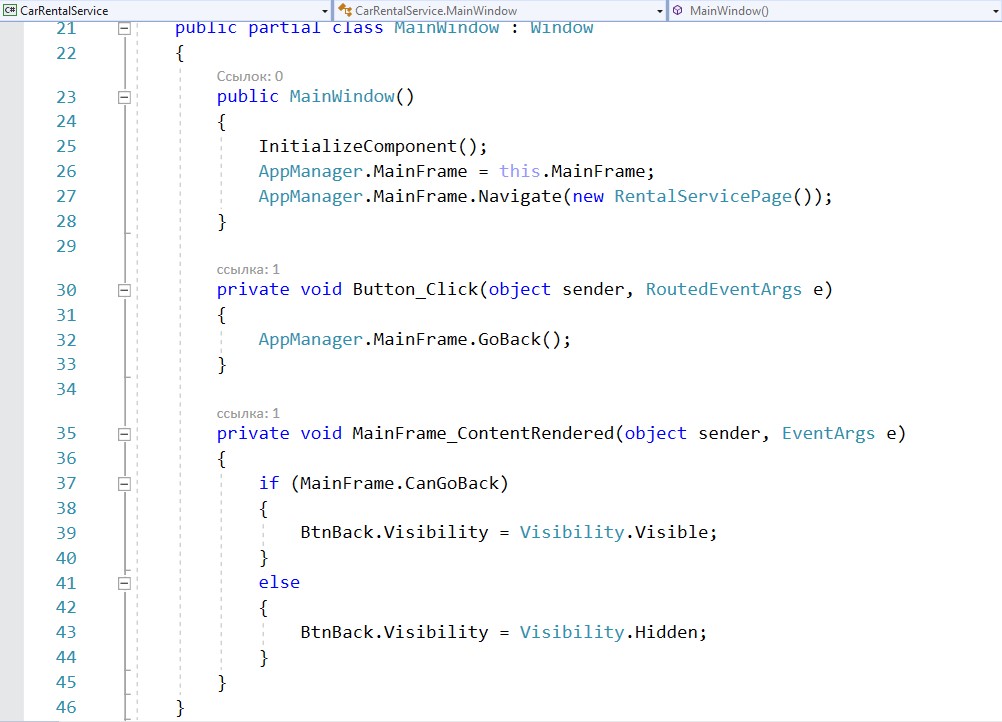 C# CarRentalService CarRentalService.MainWindow MainWindow()
21 public partial class MainWindow : Window
22 {
Ссылок: 0
23 public MainWindow()
24 {
25 InitializeComponent();
26 AppManager.MainFrame = this.MainFrame;
27 AppManager.MainFrame.Navigate(new RentalServicePage());
28 }
29
ссылка: 1
30 private void Button_Click(object sender, RoutedEventArgs e)
31 {
32 AppManager.MainFrame.GoBack();
33 }
34
ссылка: 1
35 private void MainFrame_ContentRendered(object sender, EventArgs e)
36 {
37 if (MainFrame.CanGoBack)
38 {
39 BtnBack.Visibility = Visibility.Visible;
40 }
41 else
42 {
43 BtnBack.Visibility = Visibility.Hidden;
44 }
45 }
46 }